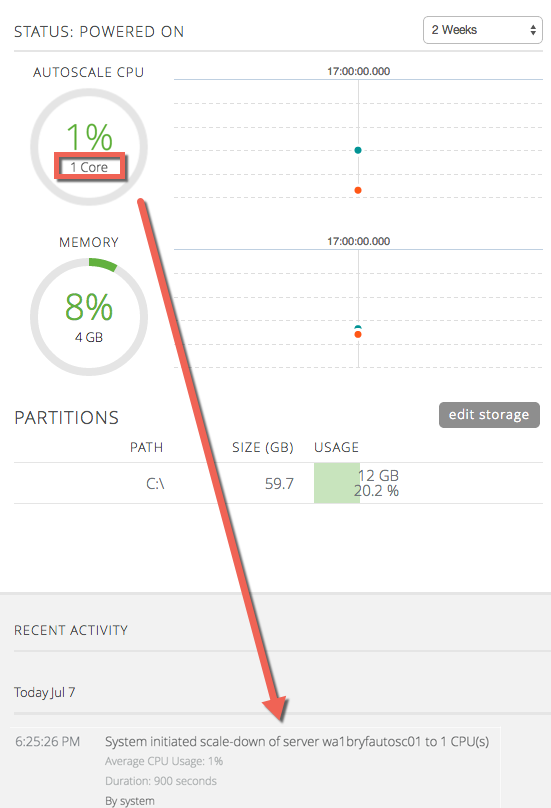 STATUS: POWERED ON
2 Weeks
AUTOSCALE CPU
17:00:00.000
1%
1 Core
MEMORY
17:00:00.000
8%
4 GB
PARTITIONS
edit storage
PATH SIZE (GB) USAGE
C:\ 59.7 12 GB
20.2 %
RECENT ACTIVITY
Today Jul 7
6:25:26 PM System initiated scale-down of server wa1bryfautosc01 to 1 CPU(s)
Average CPU Usage: 1%
Duration: 900 seconds
By system